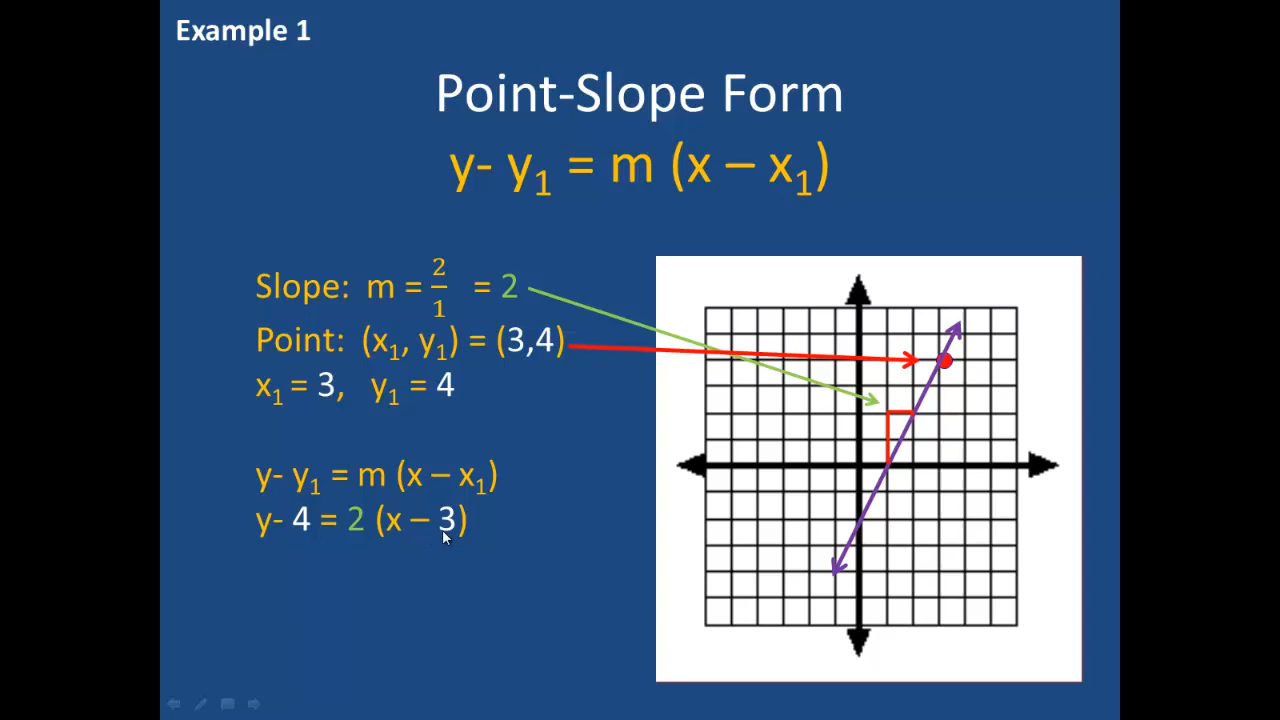 Example 1
Point-Slope Form
y- y₁ = m (x – x₁)
Slope: m = 2/1 = 2
Point: (x₁, y₁) = (3,4)
x₁ = 3, y₁ = 4
y- y₁ = m (x – x₁)
y- 4 = 2 (x – 3)